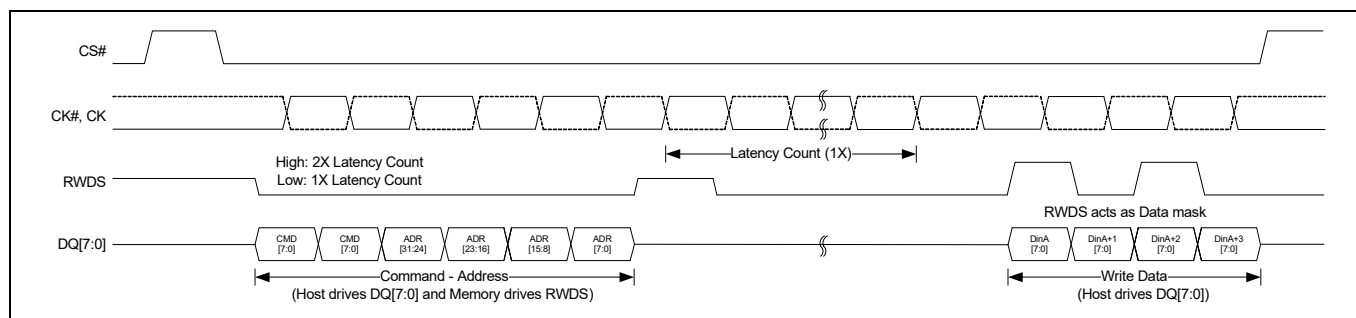 CS#
CK#, CK
Latency Count (1X)
High: 2X Latency Count
Low: 1X Latency Count
RWDS
RWDS acts as Data mask
DQ[7:0]
CMD [7:0]
CMD [7:0]
ADR [31:24]
ADR [23:16]
ADR [15:8]
ADR [7:0]
DinA [7:0]
DinA+1 [7:0]
DinA+2 [7:0]
DinA+3 [7:0]
Command - Address
(Host drives DQ[7:0] and Memory drives RWDS)
Write Data
(Host drives DQ[7:0])